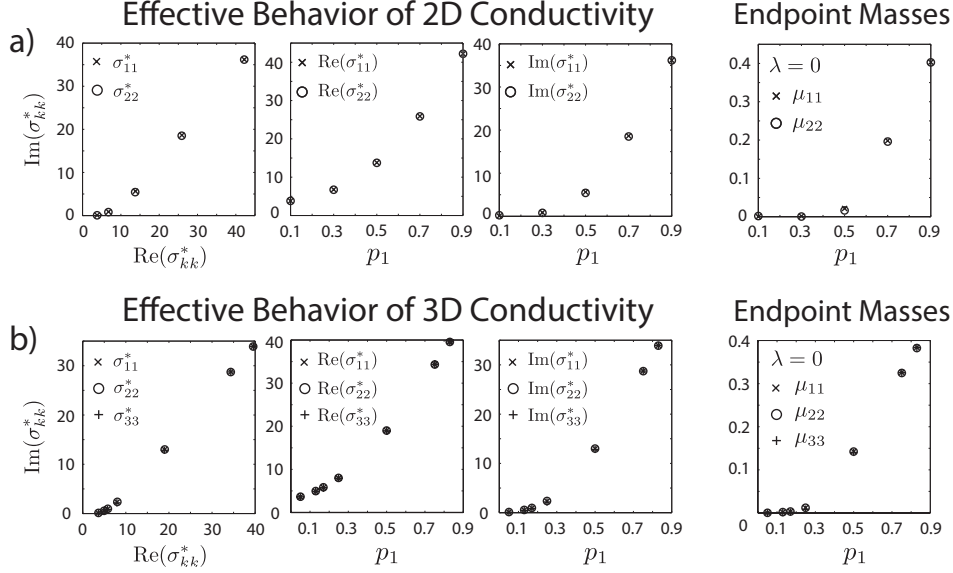 Effective Behavior of 2D Conductivity
Endpoint Masses
a)
40
30
20
10
0
Im(σ*kk)
× σ*11
○ σ*22
0 10 20 30 40
Re(σ*kk)
40
30
20
10
0
× Re(σ*11)
○ Re(σ*22)
0.1 0.3 0.5 0.7 0.9
p1
40
30
20
10
0
× Im(σ*11)
○ Im(σ*22)
0.1 0.3 0.5 0.7 0.9
p1
0.4
0.3
0.2
0.1
0
λ = 0
× μ11
○ μ22
0.1 0.3 0.5 0.7 0.9
p1
Effective Behavior of 3D Conductivity
Endpoint Masses
b)
30
20
10
0
Im(σ*kk)
× σ*11
○ σ*22
+ σ*33
0 10 20 30 40
Re(σ*kk)
40
30
20
10
0
× Re(σ*11)
○ Re(σ*22)
+ Re(σ*33)
0.1 0.3 0.5 0.7 0.9
p1
30
20
10
0
× Im(σ*11)
○ Im(σ*22)
+ Im(σ*33)
0.1 0.3 0.5 0.7 0.9
p1
0.4
0.3
0.2
0.1
0
λ = 0
× μ11
○ μ22
+ μ33
0.1 0.3 0.5 0.7 0.9
p1